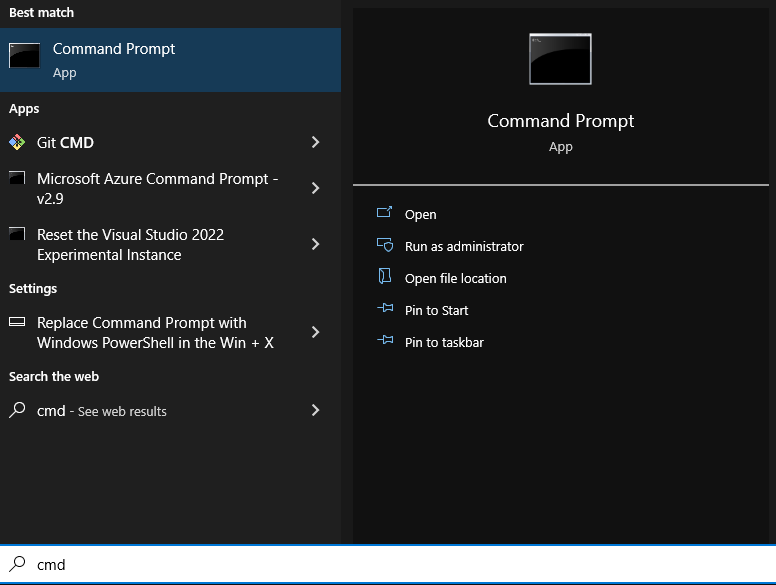 Best match
Command Prompt
App
Apps
Git CMD
Microsoft Azure Command Prompt -
v2.9
Reset the Visual Studio 2022
Experimental Instance
Settings
Replace Command Prompt with
Windows PowerShell in the Win + X
Search the web
cmd - See web results
Command Prompt
App
Open
Run as administrator
Open file location
Pin to Start
Pin to taskbar
cmd